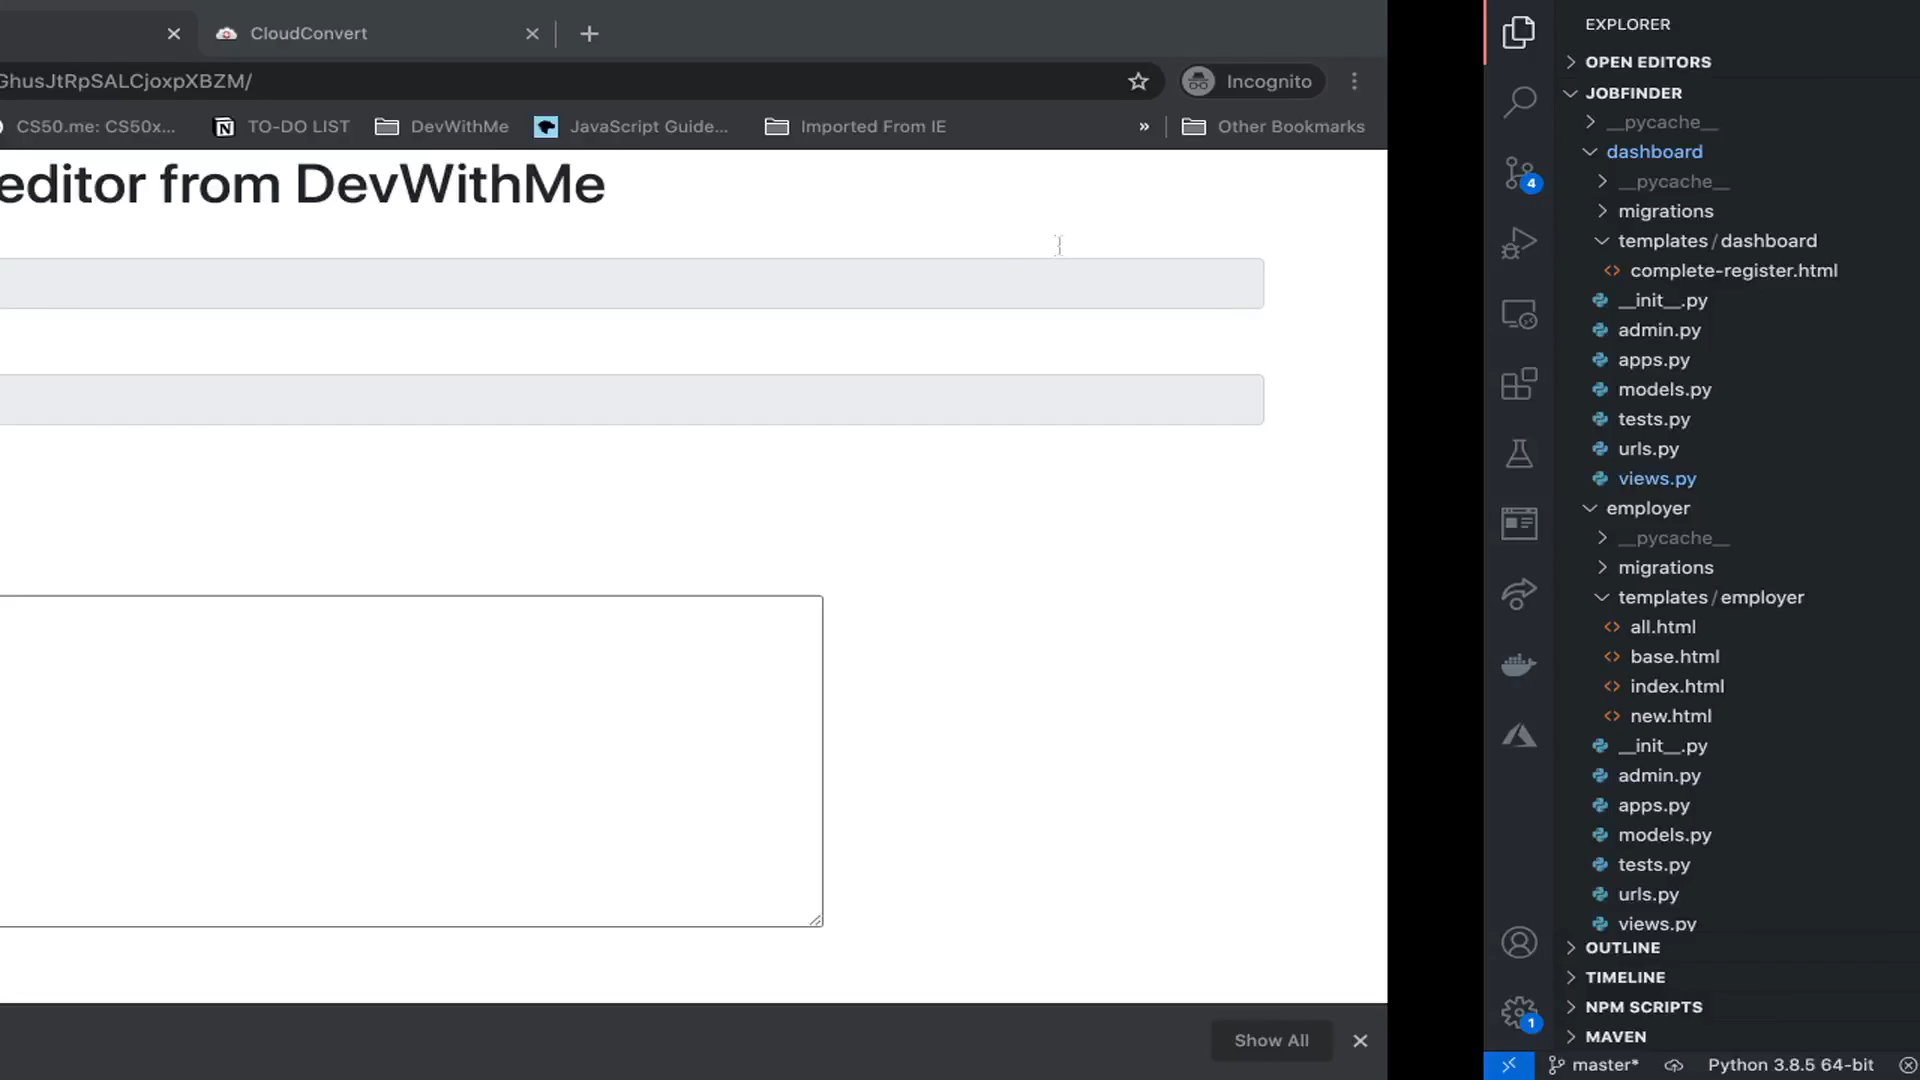 CloudConvert
GhusJtRpSALCjoxpXBZM/
Incognito
CS50.me: CS50x...
TO-DO LIST
DevWithMe
JavaScript Guide...
Imported From IE
»
Other Bookmarks
editor from DevWithMe
Show All
EXPLORER
OPEN EDITORS
JOBFINDER
__pycache__
dashboard
__pycache__
migrations
templates/dashboard
complete-register.html
__init__.py
admin.py
apps.py
models.py
tests.py
urls.py
views.py
employer
__pycache__
migrations
templates/employer
all.html
base.html
index.html
new.html
__init__.py
admin.py
apps.py
models.py
tests.py
urls.py
views.py
OUTLINE
TIMELINE
NPM SCRIPTS
MAVEN
4
1
master*
Python 3.8.5 64-bit